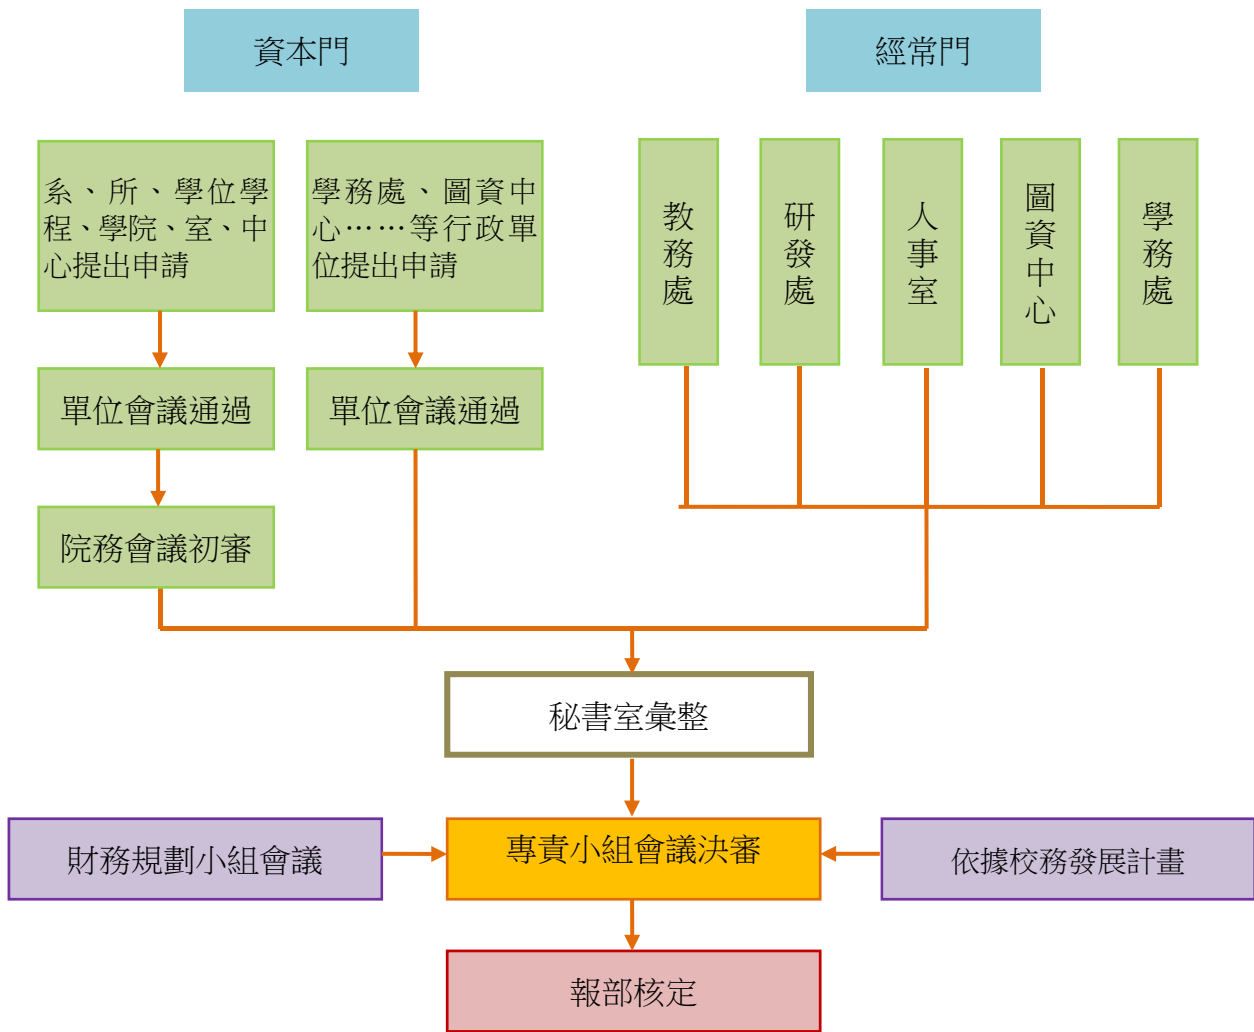 資本門
經常門
系、所、學位學
程、學院、室、中
心提出申請
學務處、圖資中
心……等行政單
位提出申請
教務處
研發處
人事室
圖資中心
學務處
單位會議通過
單位會議通過
院務會議初審
秘書室彙整
財務規劃小組會議
專責小組會議決審
依據校務發展計畫
報部核定